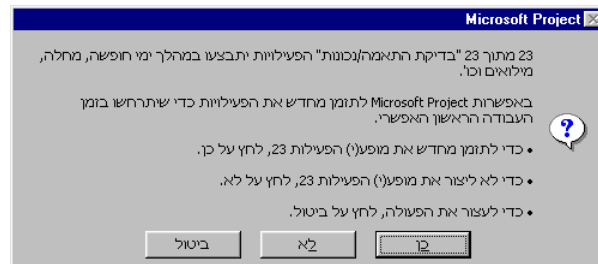 Microsoft Project
23 מתוך 23 "בדיקת התאמה/נכונות" הפעילויות יתבצעו במהלך ימי חופשה, מחלה,
מילואים וכו'.
באפשרות Microsoft Project לתזמן מחדש את הפעילויות כדי שיתרחשו בזמן
העבודה הראשון האפשרי.
• כדי לתזמן מחדש את מופע(י) הפעילות 23, לחץ על כן.
• כדי לא ליצור את מופע(י) הפעילות 23, לחץ על לא.
• כדי לעצור את הפעולה, לחץ על ביטול.
כן לא ביטול